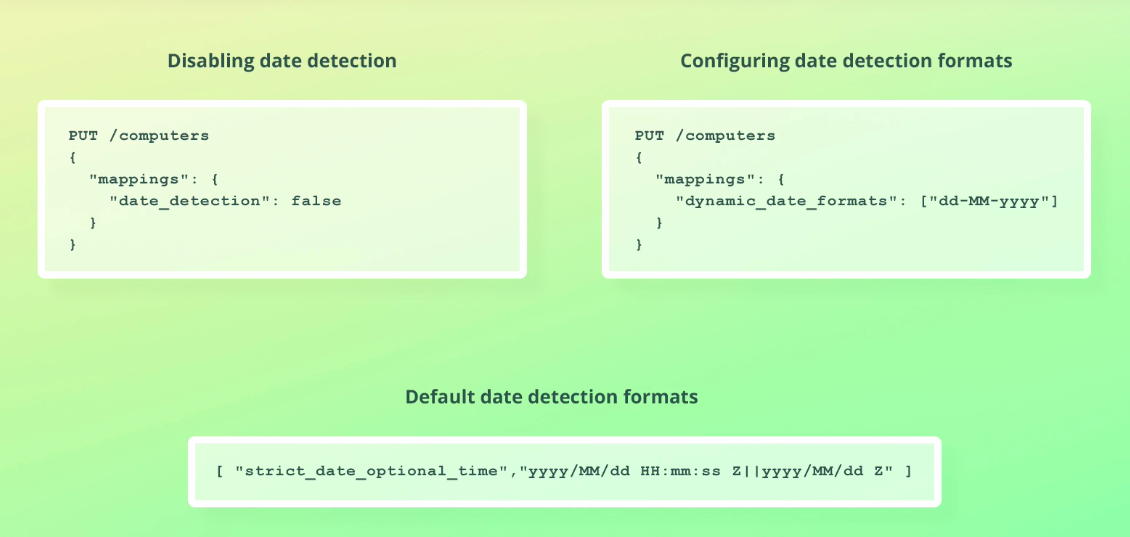 Disabling date detection
PUT /computers
{
  "mappings": {
    "date_detection": false
  }
}
Configuring date detection formats
PUT /computers
{
  "mappings": {
    "dynamic_date_formats": ["dd-MM-yyyy"]
  }
}
Default date detection formats
[ "strict_date_optional_time","yyyy/MM/dd HH:mm:ss Z||yyyy/MM/dd Z" ]